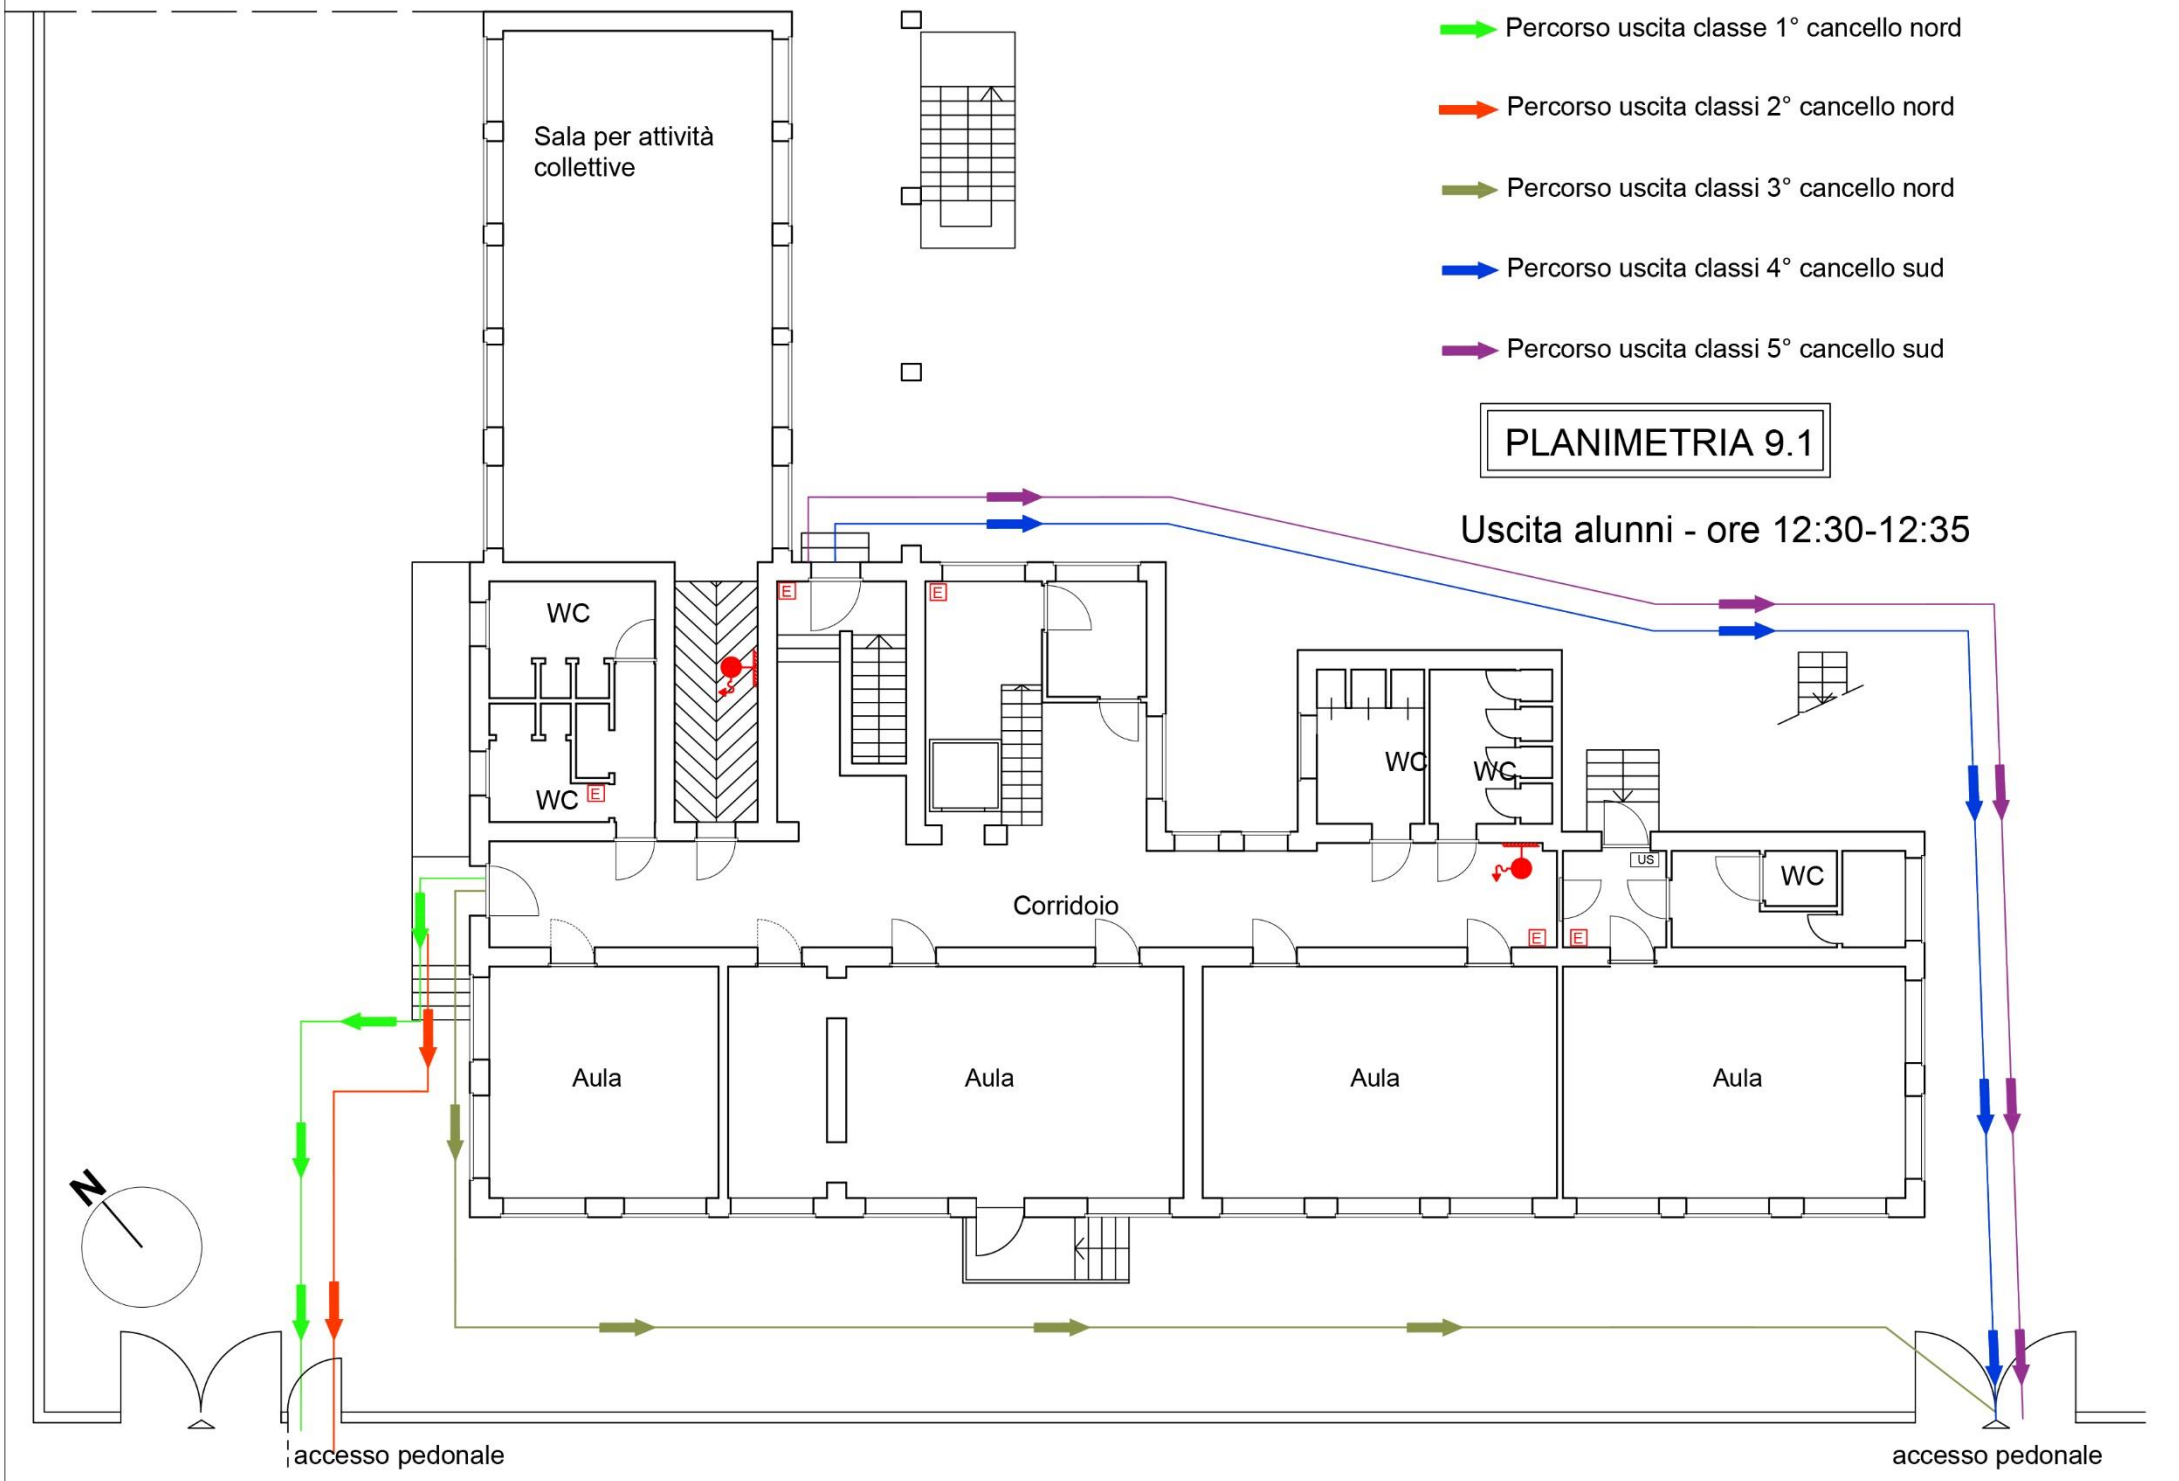 Percorso uscita classe 1° cancello nord
Percorso uscita classi 2° cancello nord
Sala per attività
collettive
Percorso uscita classi 3° cancello nord
Percorso uscita classi 4° cancello sud
Percorso uscita classi 5° cancello sud
PLANIMETRIA 9.1
Uscita alunni - ore 12:30-12:35
E
E
WC
WC
E
WC
WC
US
WC
Corridoio
E
E
Aula
Aula
Aula
Aula
N
accesso pedonale
accesso pedonale